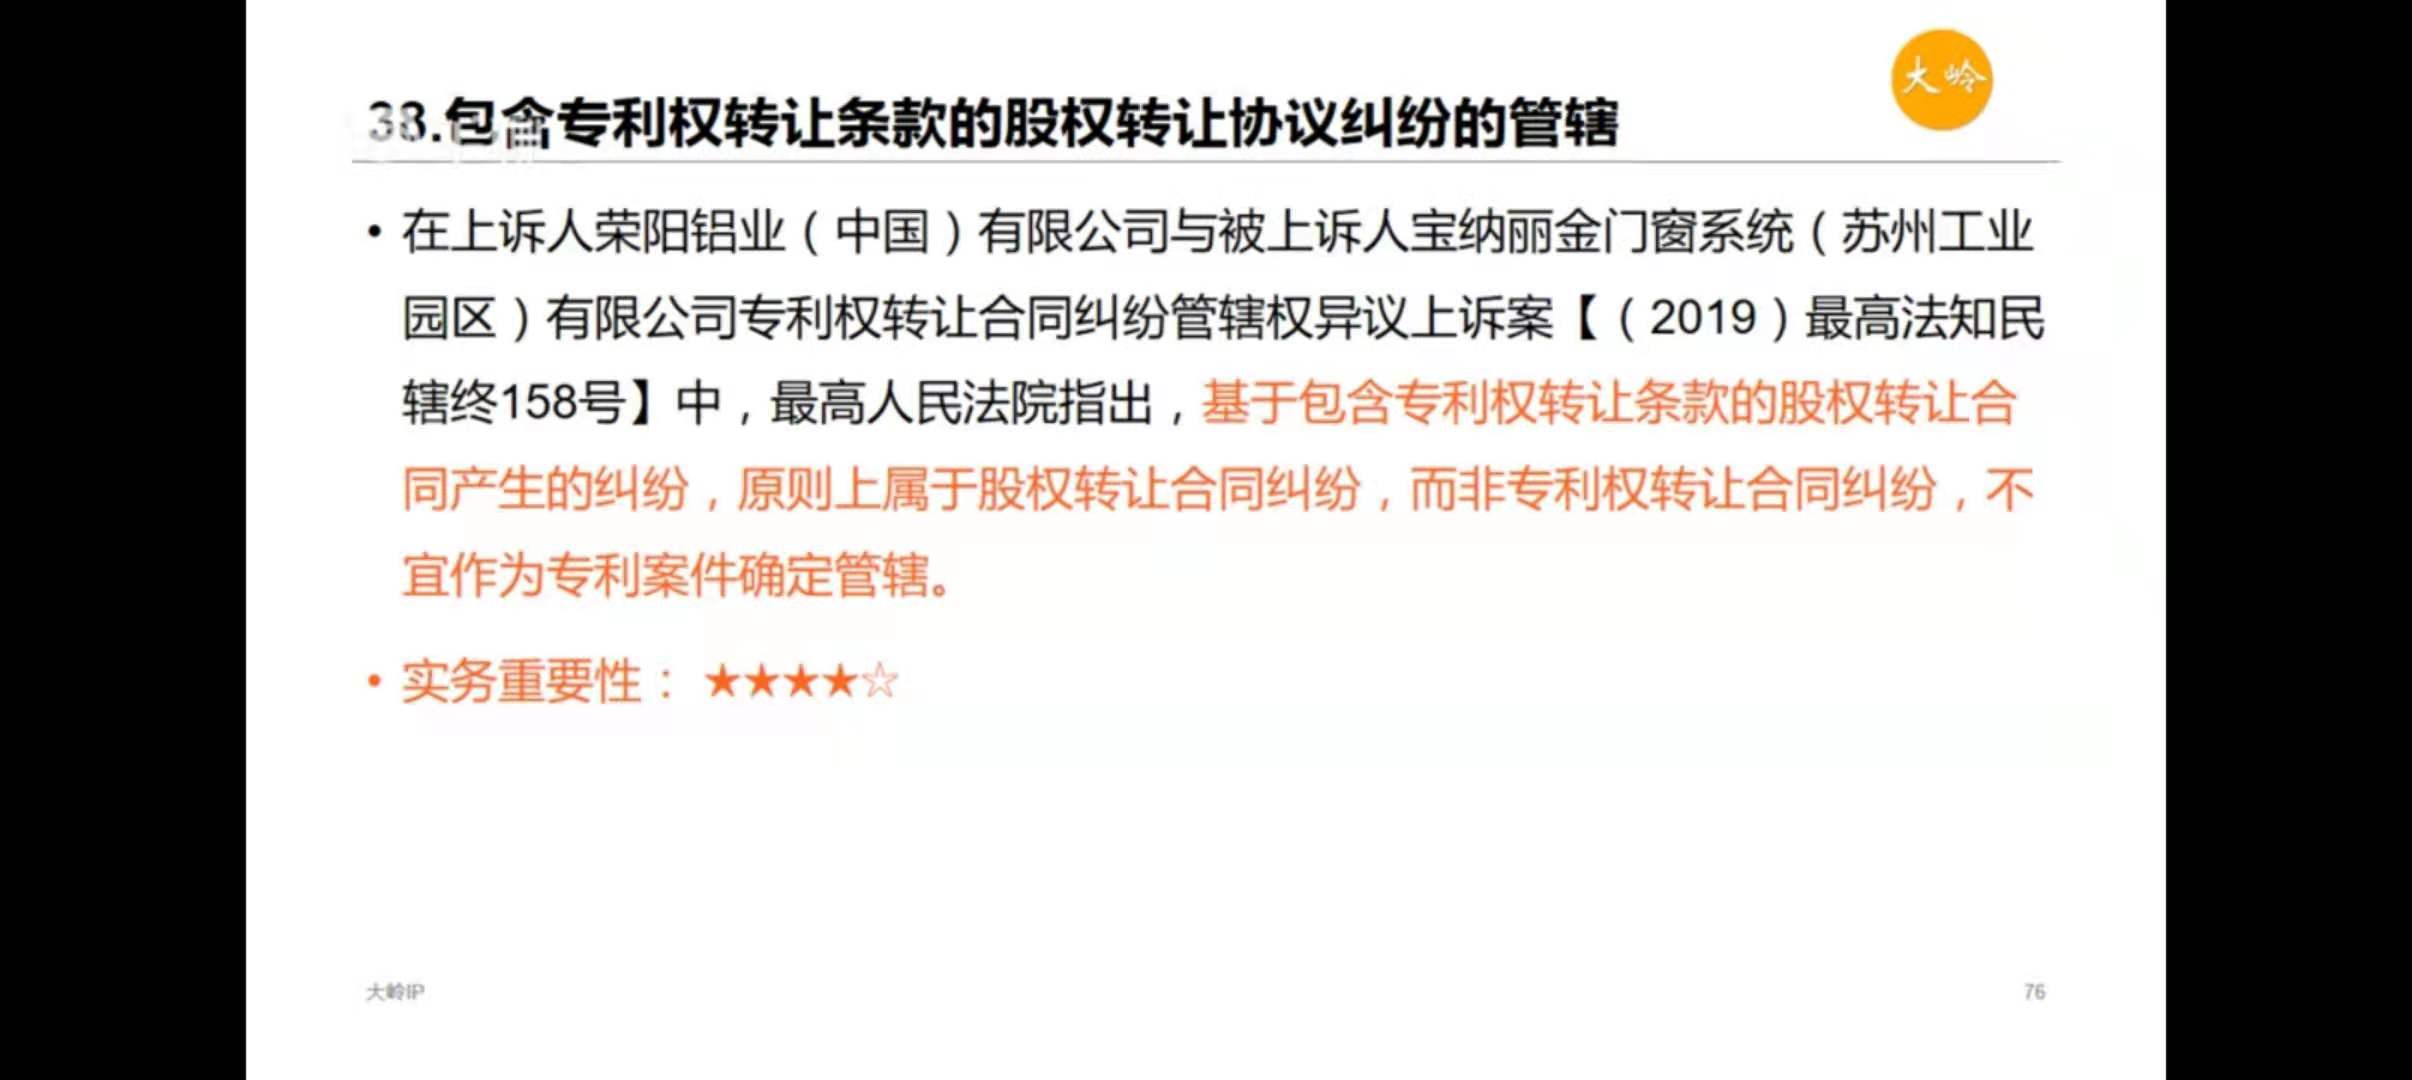 大岭
38.包含专利权转让条款的股权转让协议纠纷的管辖
• 在上诉人荣阳铝业（中国）有限公司与被上诉人宝纳丽金门窗系统（苏州工业
园区）有限公司专利权转让合同纠纷管辖权异议上诉案【（2019）最高法知民
辖终158号】中，最高人民法院指出，基于包含专利权转让条款的股权转让合
同产生的纠纷，原则上属于股权转让合同纠纷，而非专利权转让合同纠纷，不
宜作为专利案件确定管辖。
• 实务重要性： ★★★★☆
大岭IP
76